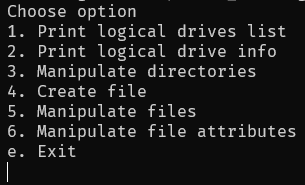 Choose option
1. Print logical drives list
2. Print logical drive info
3. Manipulate directories
4. Create file
5. Manipulate files
6. Manipulate file attributes
e. Exit